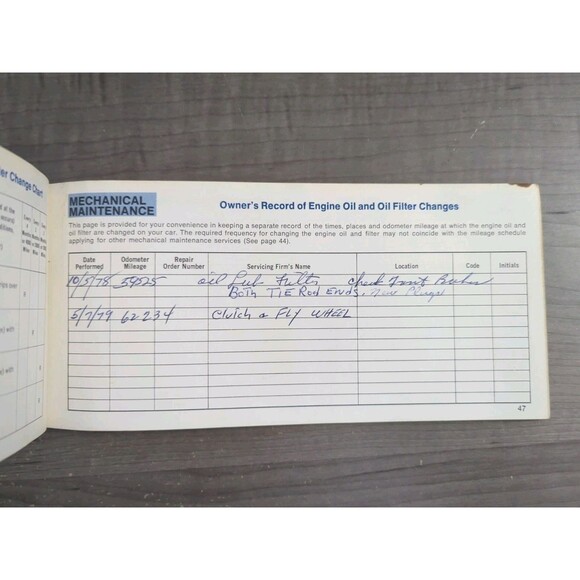 er Change Chart
MECHANICAL
MAINTENANCE
Owner's Record of Engine Oil and Oil Filter Changes
This page is provided for your convenience in keeping a separate record of the times, places and odometer mileage at which the engine oil and
oil filter are changed on your car. The required frequency for changing the engine oil and filter may not coincide with the mileage schedule
applying for other mechanical maintenance services (See page 44).
Date Performed Odometer Mileage Repair Order Number Servicing Firm's Name Location Code Initials
10/5/78 oil Lub Filter check Front Brakes
Both TIE Rod Ends, New Plugs
5/7/79 62234 Clutch & FLY WHEEL
47